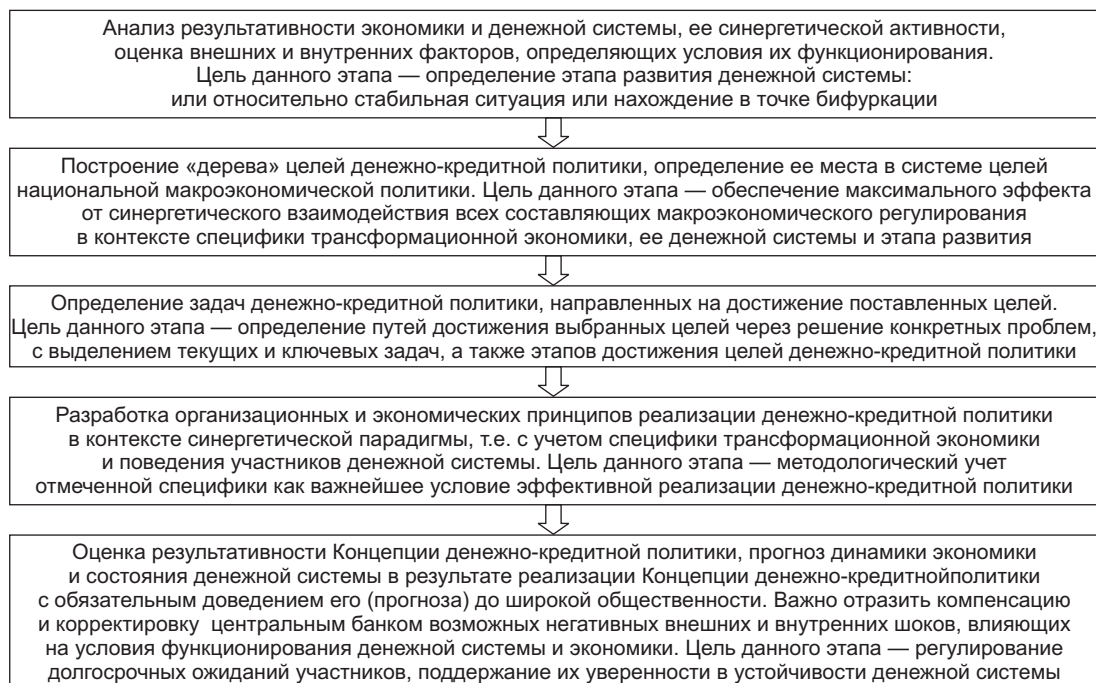 Анализ результативности экономики и денежной системы, ее синергетической активности,
оценка внешних и внутренних факторов, определяющих условия их функционирования.
Цель данного этапа — определение этапа развития денежной системы:
или относительно стабильная ситуация или нахождение в точке бифуркации
Построение «дерева» целей денежно-кредитной политики, определение ее места в системе целей
национальной макроэкономической политики. Цель данного этапа — обеспечение максимального эффекта
от синергетического взаимодействия всех составляющих макроэкономического регулирования
в контексте специфики трансформационной экономики, ее денежной системы и этапа развития
Определение задач денежно-кредитной политики, направленных на достижение поставленных целей.
Цель данного этапа — определение путей достижения выбранных целей через решение конкретных проблем,
с выделением текущих и ключевых задач, а также этапов достижения целей денежно-кредитной политики
Разработка организационных и экономических принципов реализации денежно-кредитной политики
в контексте синергетической парадигмы, т.е. с учетом специфики трансформационной экономики
и поведения участников денежной системы. Цель данного этапа — методологический учет
отмеченной специфики как важнейшее условие эффективной реализации денежно-кредитной политики
Оценка результативности Концепции денежно-кредитной политики, прогноз динамики экономики
и состояния денежной системы в результате реализации Концепции денежно-кредитнойполитики
с обязательным доведением его (прогноза) до широкой общественности. Важно отразить компенсацию
и корректировку центральным банком возможных негативных внешних и внутренних шоков, влияющих
на условия функционирования денежной системы и экономики. Цель данного этапа — регулирование
долгосрочных ожиданий участников, поддержание их уверенности в устойчивости денежной системы